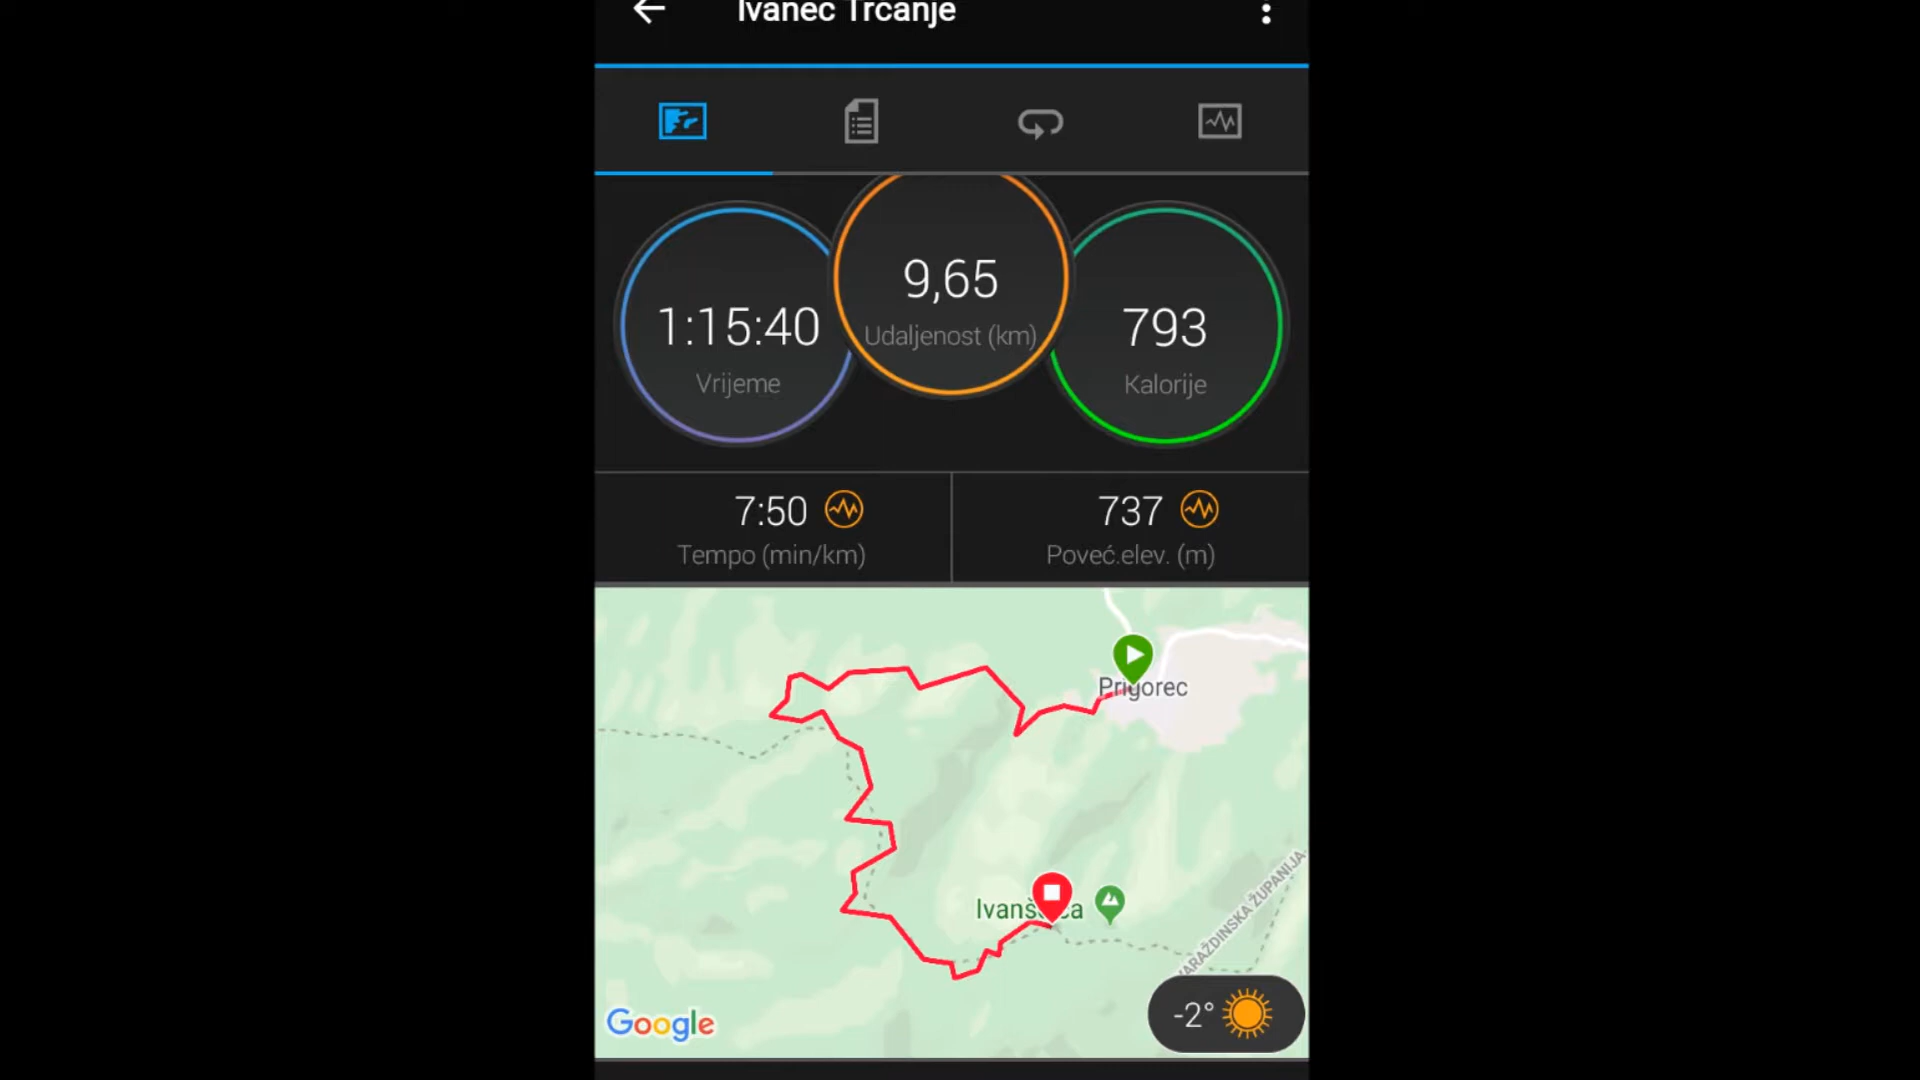 Ivanec Trčanje
9,65
Udaljenost (km)
1:15:40
Vrijeme
793
Kalorije
7:50
Tempo (min/km)
737
Poveć.elev. (m)
Prigorec
VARAŽDINSKA ŽUPANIJA
Google
-2°